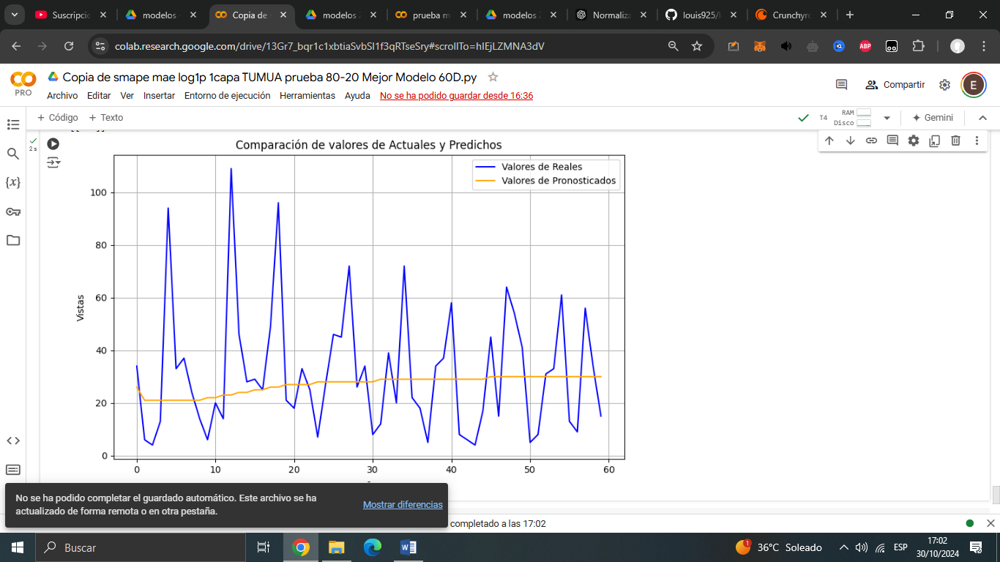 Suscripcio
modelos
Copia de
modelos
prueba m
modelos
Normaliza
louis925/
Crunchyro
colab.research.google.com/drive/13Gr7_bqr1c1xbtiaSvbSl1f3qRTseSry#scrollTo=hIEjLZMNA3dV
ABP
PRO
Copia de smape mae log1p 1capa TUMUA prueba 80-20 Mejor Modelo 60D.py
Archivo Editar Ver Insertar Entorno de ejecución Herramientas Ayuda No se ha podido guardar desde 16:36
Compartir
E
+ Código + Texto
T4 RAM
Disco
Gemini
2 s
Comparación de valores de Actuales y Predichos
Valores de Reales
Valores de Pronosticados
100
80
60
40
20
0
Vistas
0 10 20 30 40 50 60
No se ha podido completar el guardado automático. Este archivo se ha
actualizado de forma remota o en otra pestaña.
Mostrar diferencias
completado a las 17:02
Buscar
36°C Soleado
ESP
17:02
30/10/2024